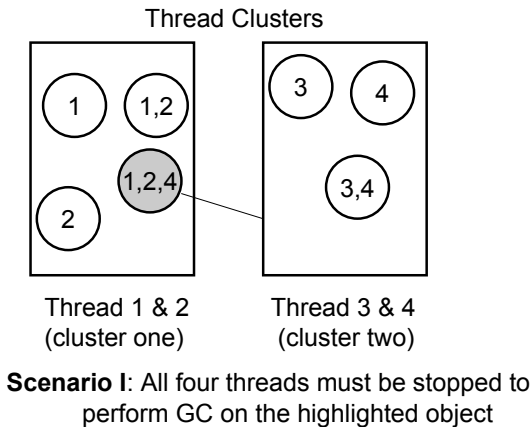 Thread Clusters
1
1,2
1,2,4
2
3
4
3,4
Thread 1 & 2
(cluster one)
Thread 3 & 4
(cluster two)
Scenario I: All four threads must be stopped to
perform GC on the highlighted object